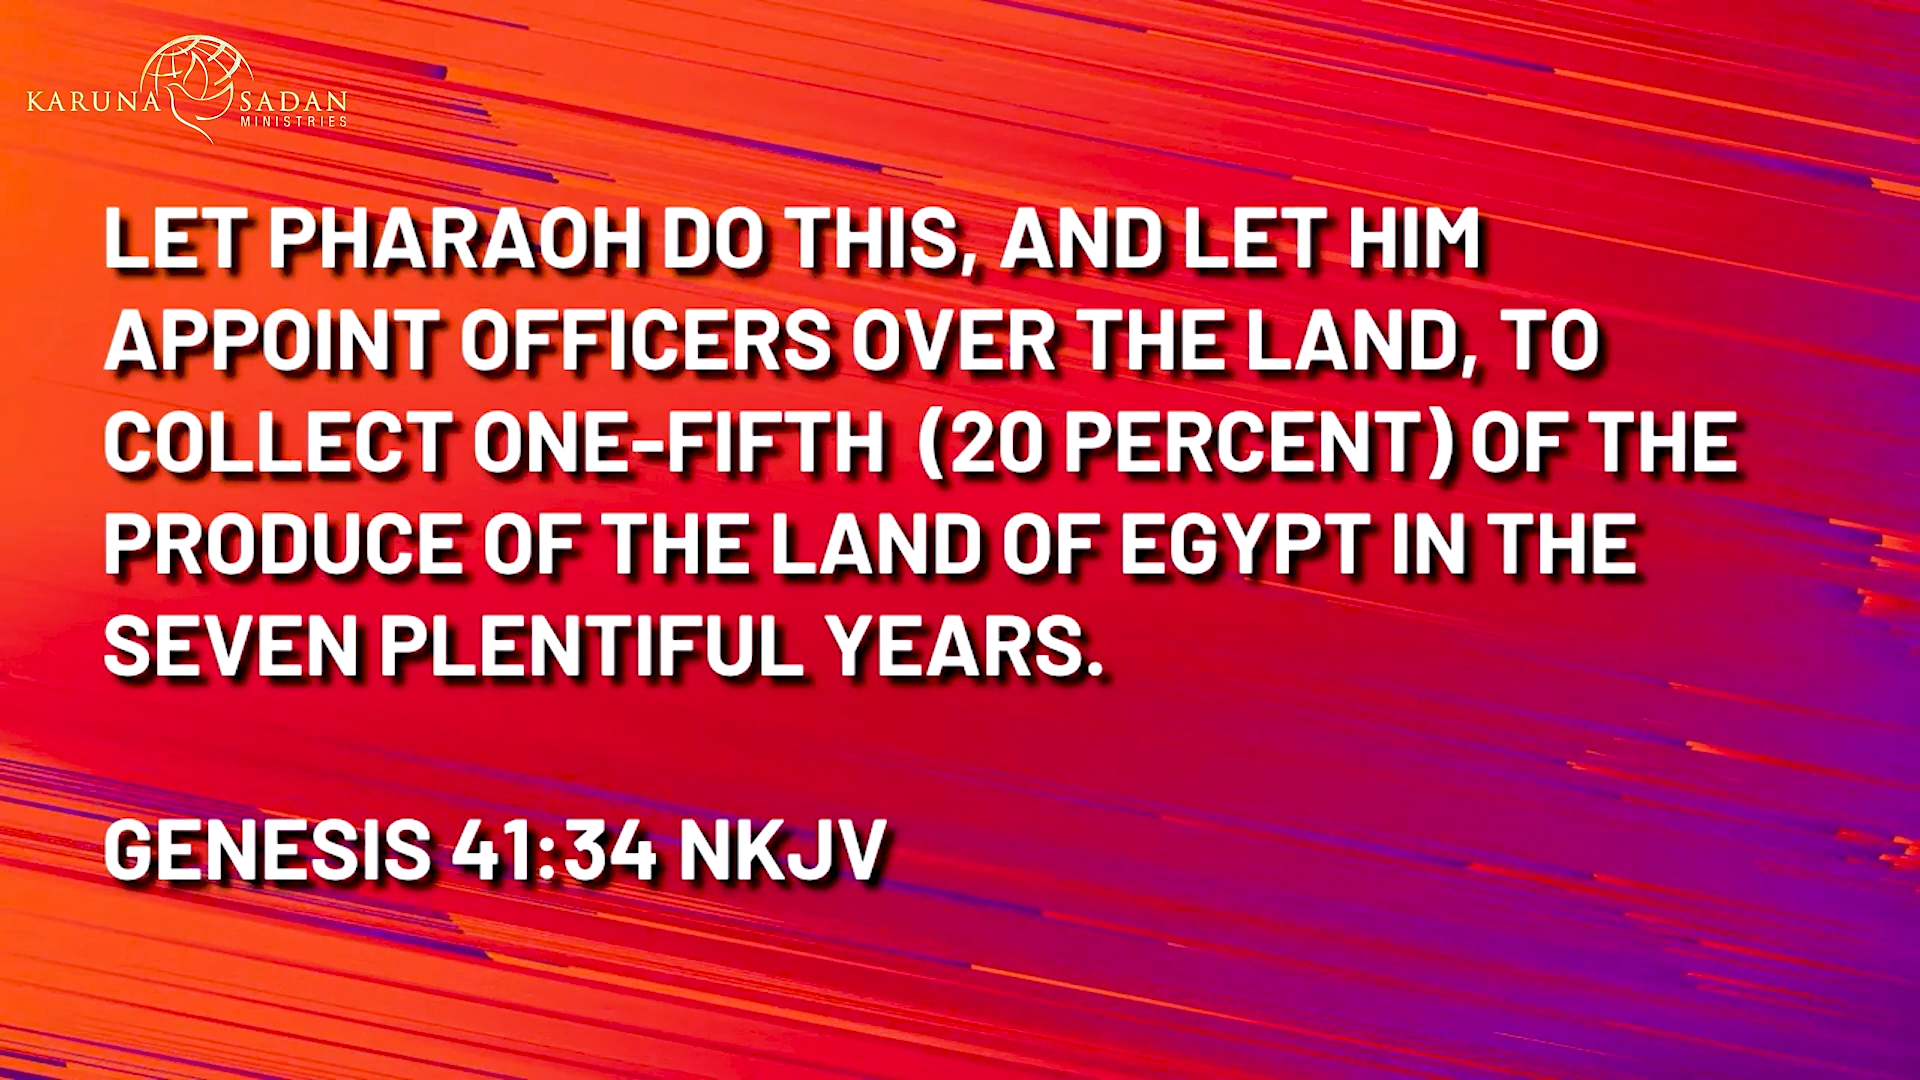 KARUNA SADAN
MINISTRIES
LET PHARAOH DO THIS, AND LET HIM
APPOINT OFFICERS OVER THE LAND, TO
COLLECT ONE-FIFTH (20 PERCENT) OF THE
PRODUCE OF THE LAND OF EGYPT IN THE
SEVEN PLENTIFUL YEARS.
GENESIS 41:34 NKJV